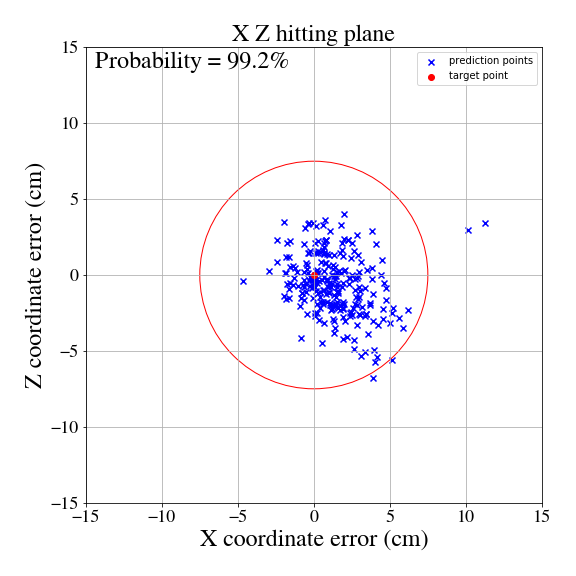 X Z hitting plane
Probability = 99.2%
prediction points
target point
15
10
5
0
−5
−10
−15
Z coordinate error (cm)
−15
−10
−5
0
5
10
15
X coordinate error (cm)